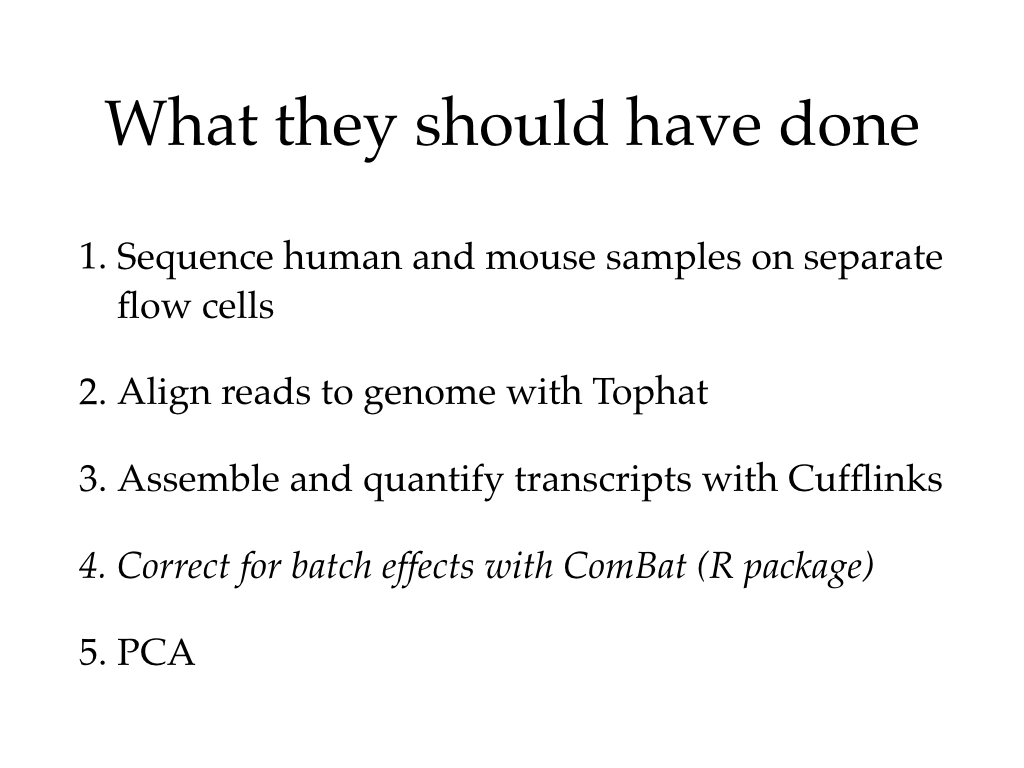 What they should have done
1. Sequence human and mouse samples on separate
flow cells
2. Align reads to genome with Tophat
3. Assemble and quantify transcripts with Cufflinks
4. Correct for batch effects with ComBat (R package)
5. PCA